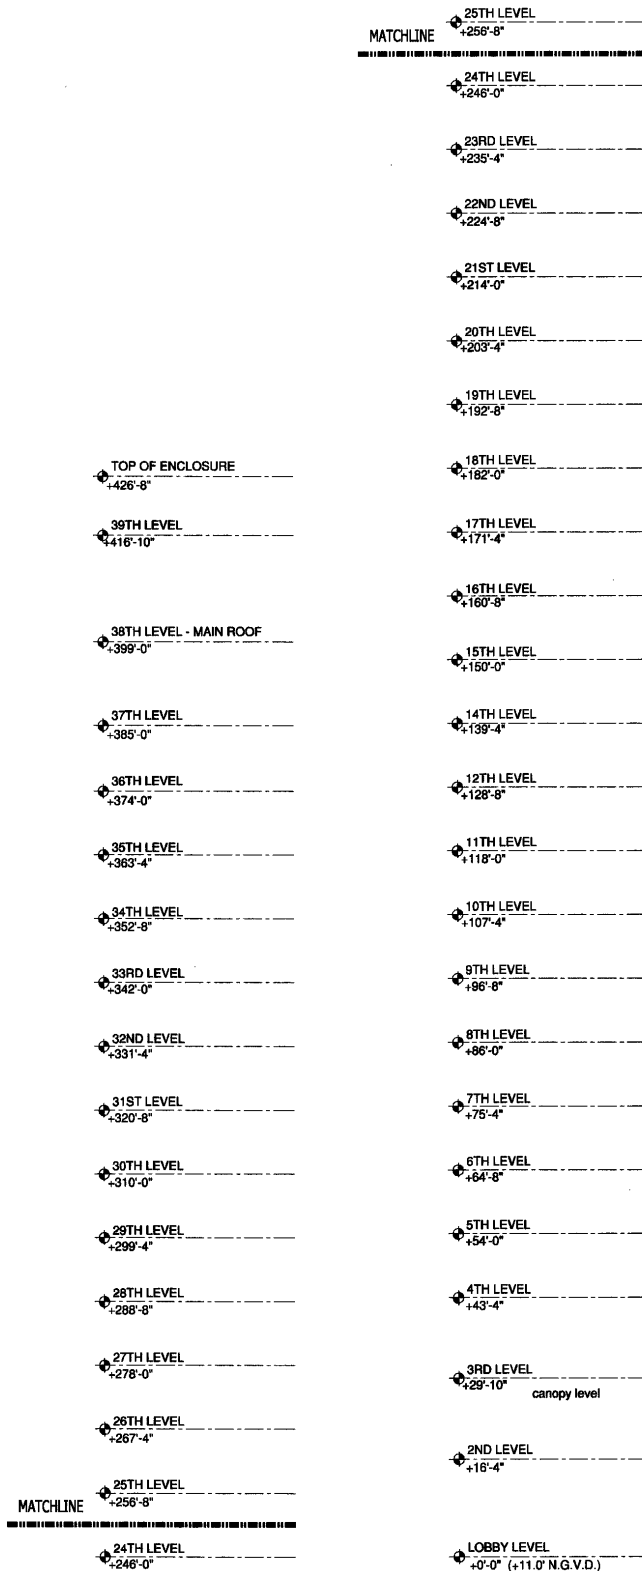 TOP OF ENCLOSURE
+426'-8"
39TH LEVEL
+416'-10"
38TH LEVEL - MAIN ROOF
+399'-0"
37TH LEVEL
+385'-0"
36TH LEVEL
+374'-0"
35TH LEVEL
+363'-4"
34TH LEVEL
+352'-8"
33RD LEVEL
+342'-0"
32ND LEVEL
+331'-4"
31ST LEVEL
+320'-8"
30TH LEVEL
+310'-0"
29TH LEVEL
+299'-4"
28TH LEVEL
+288'-8"
27TH LEVEL
+278'-0"
26TH LEVEL
+267'-4"
25TH LEVEL
+256'-8"
MATCHLINE
24TH LEVEL
+246'-0"
25TH LEVEL
+256'-8"
MATCHLINE
24TH LEVEL
+246'-0"
23RD LEVEL
+235'-4"
22ND LEVEL
+224'-8"
21ST LEVEL
+214'-0"
20TH LEVEL
+203'-4"
19TH LEVEL
+192'-8"
18TH LEVEL
+182'-0"
17TH LEVEL
+171'-4"
16TH LEVEL
+160'-8"
15TH LEVEL
+150'-0"
14TH LEVEL
+139'-4"
12TH LEVEL
+128'-8"
11TH LEVEL
+118'-0"
10TH LEVEL
+107'-4"
9TH LEVEL
+96'-8"
8TH LEVEL
+86'-0"
7TH LEVEL
+75'-4"
6TH LEVEL
+64'-8"
5TH LEVEL
+54'-0"
4TH LEVEL
+43'-4"
3RD LEVEL
+29'-10"
canopy level
2ND LEVEL
+16'-4"
LOBBY LEVEL
+0'-0" (+11.0' N.G.V.D.)